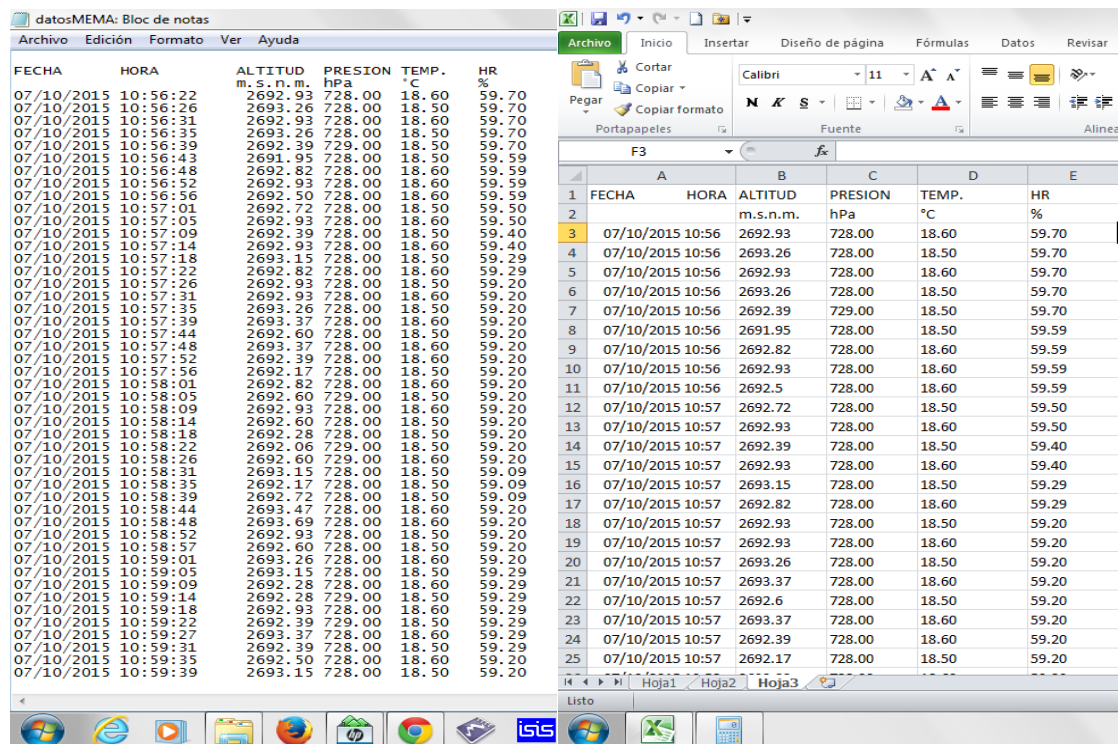 datosMEMA: Bloc de notas
Archivo Edición Formato Ver Ayuda
FECHA HORA ALTITUD PRESION TEMP. HR
m.s.n.m. hPa °C %
07/10/2015 10:56:22 2692.93 728.00 18.60 59.70
07/10/2015 10:56:26 2693.26 728.00 18.50 59.70
07/10/2015 10:56:31 2692.93 728.00 18.60 59.70
07/10/2015 10:56:35 2693.26 728.00 18.50 59.70
07/10/2015 10:56:39 2692.39 729.00 18.50 59.70
07/10/2015 10:56:43 2691.95 728.00 18.50 59.59
07/10/2015 10:56:48 2692.82 728.00 18.60 59.59
07/10/2015 10:56:52 2692.93 728.00 18.60 59.59
07/10/2015 10:56:56 2692.50 728.00 18.60 59.59
07/10/2015 10:57:01 2692.72 728.00 18.50 59.50
07/10/2015 10:57:05 2692.93 728.00 18.60 59.50
07/10/2015 10:57:09 2692.39 728.00 18.50 59.40
07/10/2015 10:57:14 2692.93 728.00 18.60 59.40
07/10/2015 10:57:18 2693.15 728.00 18.50 59.29
07/10/2015 10:57:22 2692.82 728.00 18.60 59.29
07/10/2015 10:57:26 2692.93 728.00 18.50 59.20
07/10/2015 10:57:31 2692.93 728.00 18.60 59.20
07/10/2015 10:57:35 2693.26 728.00 18.50 59.20
07/10/2015 10:57:39 2693.37 728.00 18.60 59.20
07/10/2015 10:57:44 2692.60 728.00 18.50 59.20
07/10/2015 10:57:48 2693.37 728.00 18.60 59.20
07/10/2015 10:57:52 2692.39 728.00 18.60 59.20
07/10/2015 10:57:56 2692.17 728.00 18.50 59.20
07/10/2015 10:58:01 2692.82 728.00 18.60 59.20
07/10/2015 10:58:05 2692.60 729.00 18.50 59.20
07/10/2015 10:58:09 2692.93 728.00 18.60 59.20
07/10/2015 10:58:14 2692.60 728.00 18.50 59.20
07/10/2015 10:58:18 2692.28 728.00 18.50 59.20
07/10/2015 10:58:22 2692.06 729.00 18.50 59.20
07/10/2015 10:58:26 2692.60 729.00 18.60 59.20
07/10/2015 10:58:31 2693.15 728.00 18.50 59.09
07/10/2015 10:58:35 2692.17 728.00 18.50 59.09
07/10/2015 10:58:39 2692.72 728.00 18.50 59.09
07/10/2015 10:58:44 2693.47 728.00 18.60 59.20
07/10/2015 10:58:48 2693.69 728.00 18.60 59.20
07/10/2015 10:58:52 2692.93 728.00 18.50 59.20
07/10/2015 10:58:57 2692.60 728.00 18.50 59.20
07/10/2015 10:59:01 2693.26 728.00 18.60 59.20
07/10/2015 10:59:05 2693.15 728.00 18.50 59.29
07/10/2015 10:59:09 2692.28 728.00 18.60 59.29
07/10/2015 10:59:14 2692.28 729.00 18.50 59.29
07/10/2015 10:59:18 2692.93 728.00 18.60 59.29
07/10/2015 10:59:22 2692.39 729.00 18.50 59.29
07/10/2015 10:59:27 2693.37 728.00 18.60 59.29
07/10/2015 10:59:31 2692.39 728.00 18.50 59.29
07/10/2015 10:59:35 2692.50 728.00 18.60 59.20
07/10/2015 10:59:39 2693.15 728.00 18.50 59.20
hp
isis
Archivo Inicio Insertar Diseño de página Fórmulas Datos Revisar
Pegar
Cortar
Copiar
Copiar formato
Portapapeles
Calibri 11
N K S
Fuente
Alinea
F3 fx
A B C D E
1 FECHA HORA ALTITUD PRESION TEMP. HR
2 m.s.n.m. hPa °C %
3 07/10/2015 10:56 2692.93 728.00 18.60 59.70
4 07/10/2015 10:56 2693.26 728.00 18.50 59.70
5 07/10/2015 10:56 2692.93 728.00 18.60 59.70
6 07/10/2015 10:56 2693.26 728.00 18.50 59.70
7 07/10/2015 10:56 2692.39 729.00 18.50 59.70
8 07/10/2015 10:56 2691.95 728.00 18.50 59.59
9 07/10/2015 10:56 2692.82 728.00 18.60 59.59
10 07/10/2015 10:56 2692.93 728.00 18.60 59.59
11 07/10/2015 10:56 2692.5 728.00 18.60 59.59
12 07/10/2015 10:57 2692.72 728.00 18.50 59.50
13 07/10/2015 10:57 2692.93 728.00 18.60 59.50
14 07/10/2015 10:57 2692.39 728.00 18.50 59.40
15 07/10/2015 10:57 2692.93 728.00 18.60 59.40
16 07/10/2015 10:57 2693.15 728.00 18.50 59.29
17 07/10/2015 10:57 2692.82 728.00 18.60 59.29
18 07/10/2015 10:57 2692.93 728.00 18.50 59.20
19 07/10/2015 10:57 2692.93 728.00 18.60 59.20
20 07/10/2015 10:57 2693.26 728.00 18.50 59.20
21 07/10/2015 10:57 2693.37 728.00 18.60 59.20
22 07/10/2015 10:57 2692.6 728.00 18.50 59.20
23 07/10/2015 10:57 2693.37 728.00 18.60 59.20
24 07/10/2015 10:57 2692.39 728.00 18.60 59.20
25 07/10/2015 10:57 2692.17 728.00 18.50 59.20
Hoja1 Hoja2 Hoja3
Listo